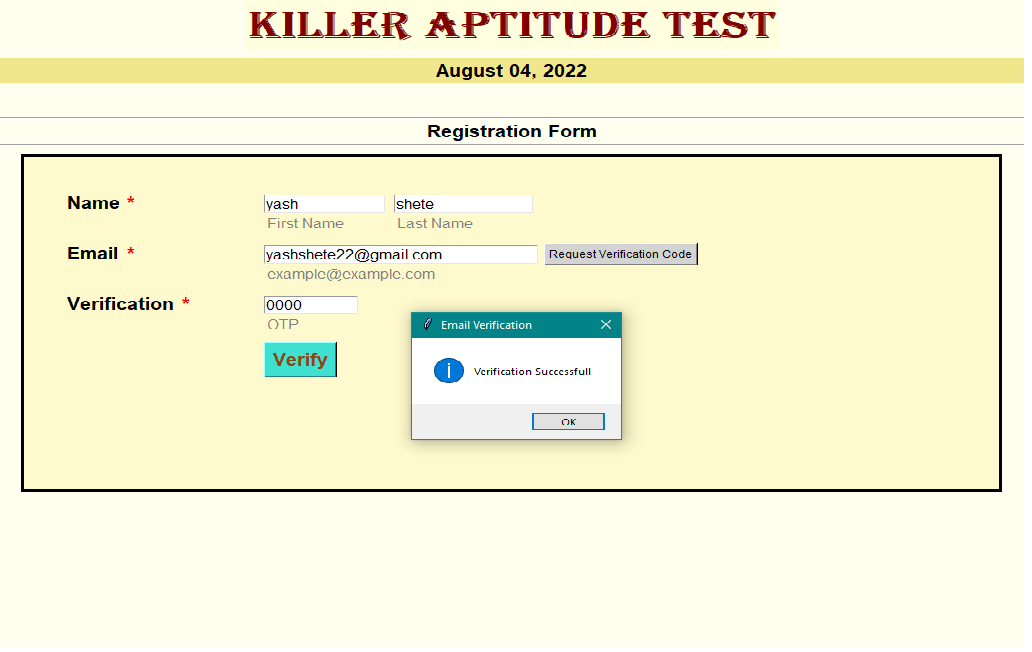 KILLER APTITUDE TEST
August 04, 2022
Registration Form
Name * yash shete
First Name Last Name
Email * yashshete22@gmail.com Request Verification Code
example@example.com
Verification * 0000
OTP
Verify
Email Verification
Verification Successfull
OK